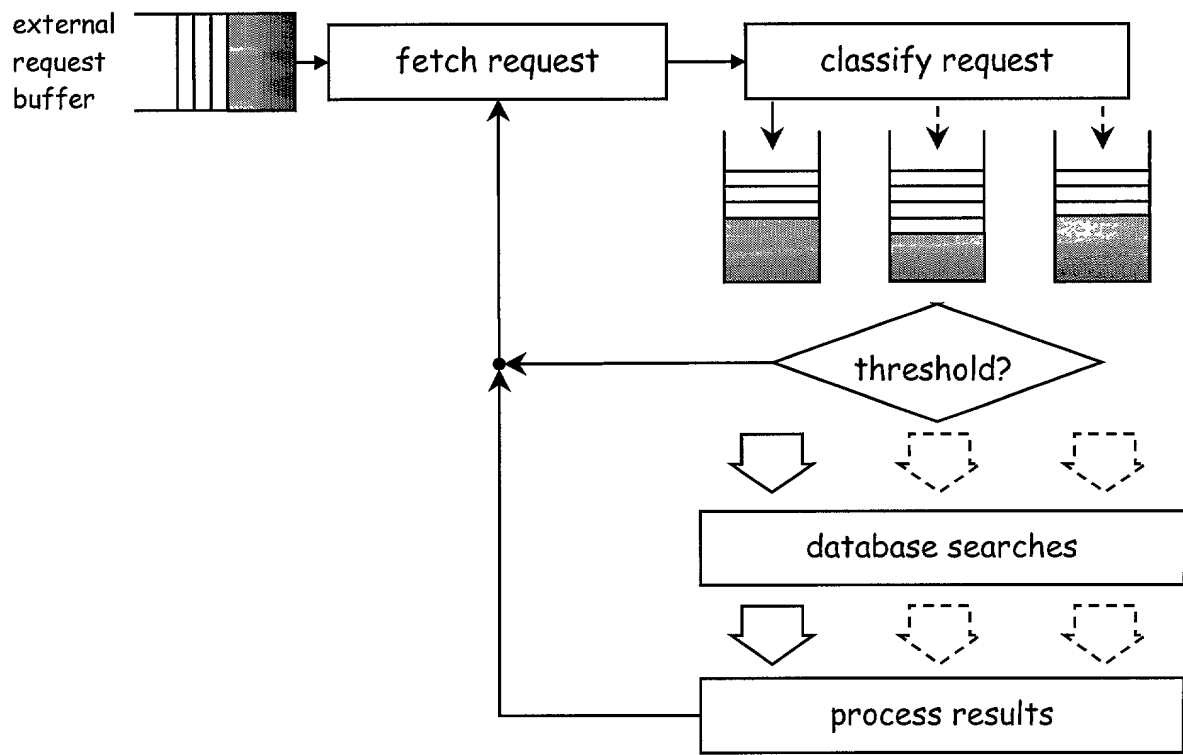 external
request
buffer
fetch request
classify request
threshold?
database searches
process results